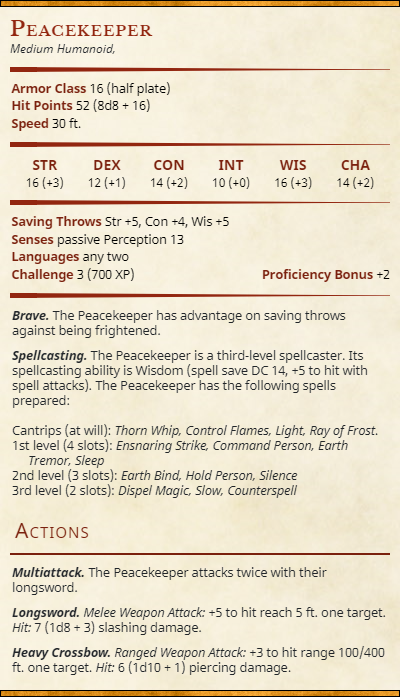 Peacekeeper
Medium Humanoid,
Armor Class 16 (half plate)
Hit Points 52 (8d8 + 16)
Speed 30 ft.
STR DEX CON INT WIS CHA
16 (+3) 12 (+1) 14 (+2) 10 (+0) 16 (+3) 14 (+2)
Saving Throws Str +5, Con +4, Wis +5
Senses passive Perception 13
Languages any two
Challenge 3 (700 XP) Proficiency Bonus +2
Brave. The Peacekeeper has advantage on saving throws
against being frightened.
Spellcasting. The Peacekeeper is a third-level spellcaster. Its
spellcasting ability is Wisdom (spell save DC 14, +5 to hit with
spell attacks). The Peacekeeper has the following spells
prepared:
Cantrips (at will): Thorn Whip, Control Flames, Light, Ray of Frost.
1st level (4 slots): Ensnaring Strike, Command Person, Earth
Tremor, Sleep
2nd level (3 slots): Earth Bind, Hold Person, Silence
3rd level (2 slots): Dispel Magic, Slow, Counterspell
Actions
Multiattack. The Peacekeeper attacks twice with their
longsword.
Longsword. Melee Weapon Attack: +5 to hit reach 5 ft. one target.
Hit: 7 (1d8 + 3) slashing damage.
Heavy Crossbow. Ranged Weapon Attack: +3 to hit range 100/400
ft. one target. Hit: 6 (1d10 + 1) piercing damage.